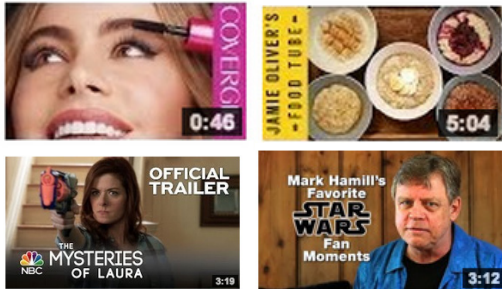 COVERG
0:46
JAMIE OLIVER'S
FOOD TUBE
5:04
OFFICIAL
TRAILER
NBC
THE
MYSTERIES
OF LAURA
3:19
Mark Hamill's
Favorite
STAR
WARS
Fan
Moments
3:12